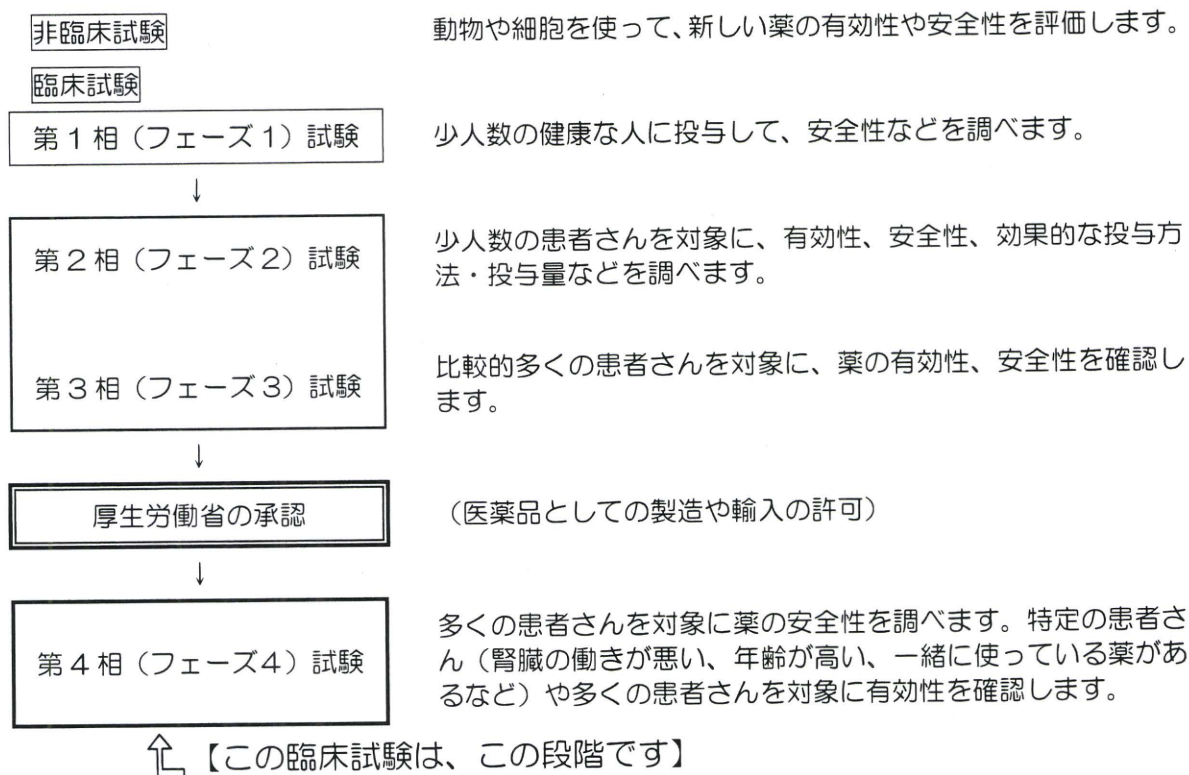 非臨床試験
動物や細胞を使って、新しい薬の有効性や安全性を評価します。
臨床試験
第1相（フェーズ1）試験
少人数の健康な人に投与して、安全性などを調べます。
↓
第2相（フェーズ2）試験
少人数の患者さんを対象に、有効性、安全性、効果的な投与方
法・投与量などを調べます。
第3相（フェーズ3）試験
比較的多くの患者さんを対象に、薬の有効性、安全性を確認し
ます。
↓
厚生労働省の承認
（医薬品としての製造や輸入の許可）
↓
第4相（フェーズ4）試験
多くの患者さんを対象に薬の安全性を調べます。特定の患者さ
ん（腎臓の働きが悪い、年齢が高い、一緒に使っている薬があ
るなど）や多くの患者さんを対象に有効性を確認します。
【この臨床試験は、この段階です】